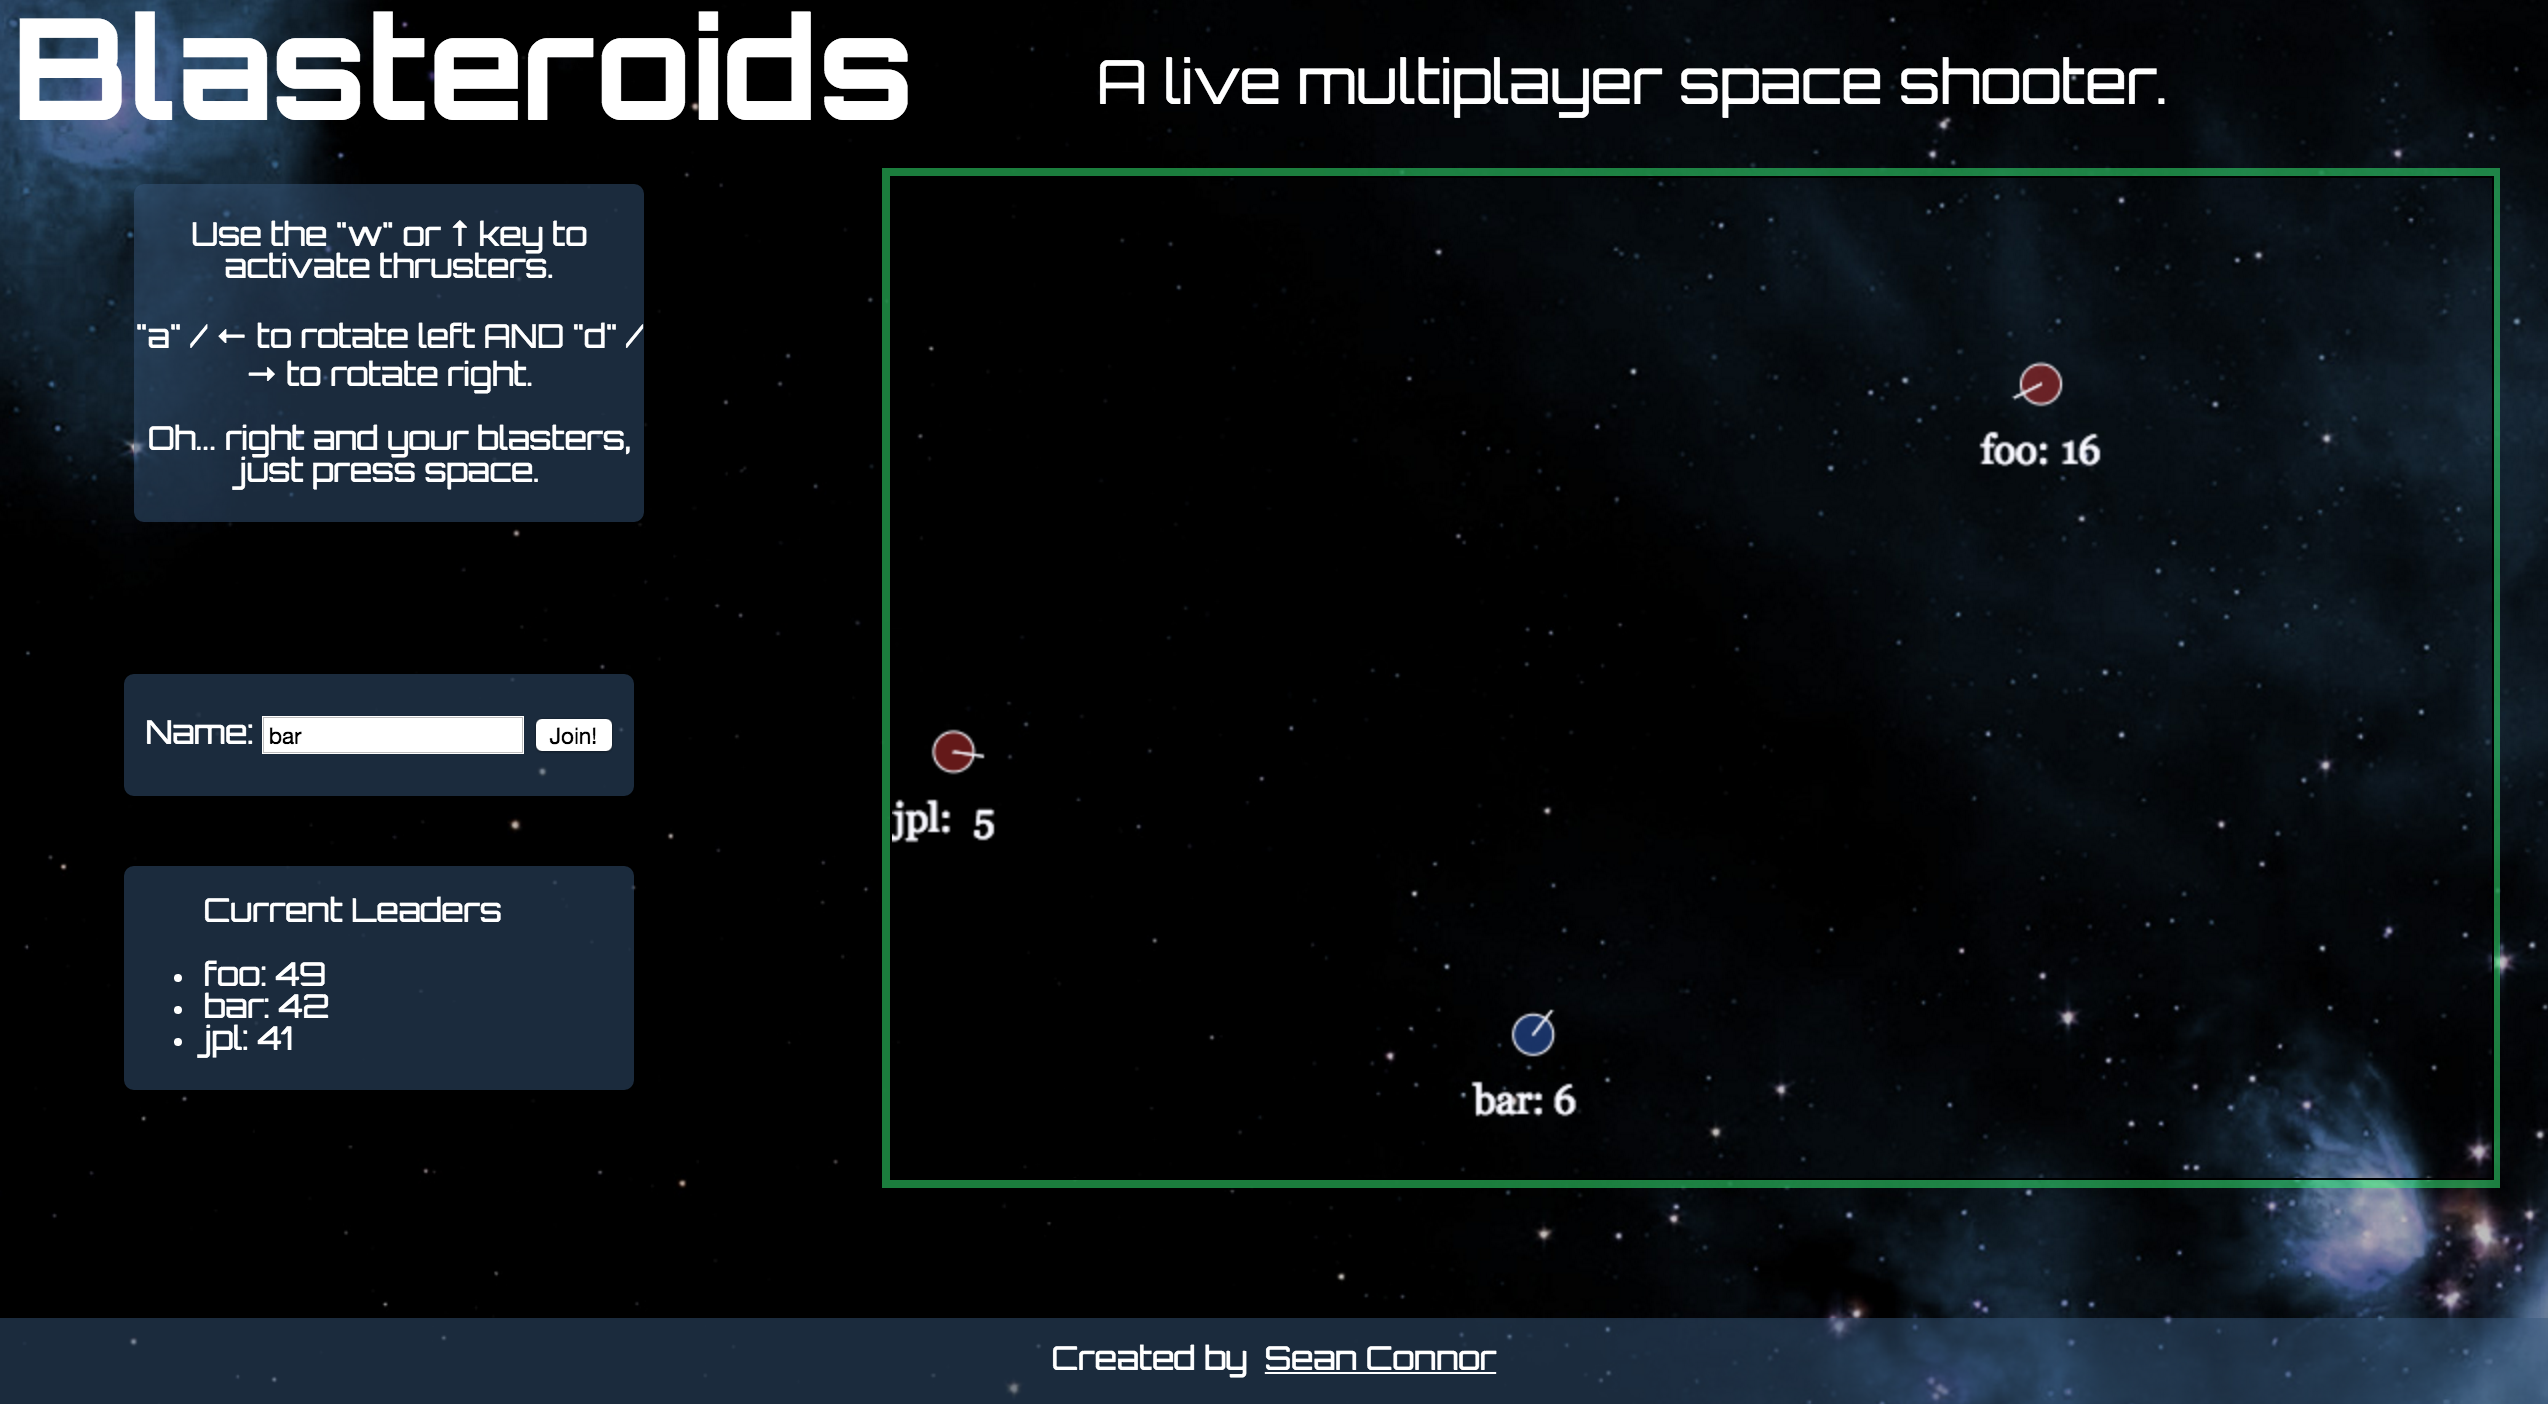 Blasteroids
A live multiplayer space shooter.
Use the "w" or ↑ key to
activate thrusters.
"a" / ← to rotate left AND "d" /
→ to rotate right.
Oh... right and your blasters,
just press space.
Name: bar Join!
Current Leaders
• foo: 49
• bar: 42
• jpl: 41
foo: 16
jpl: 5
bar: 6
Created by Sean Connor